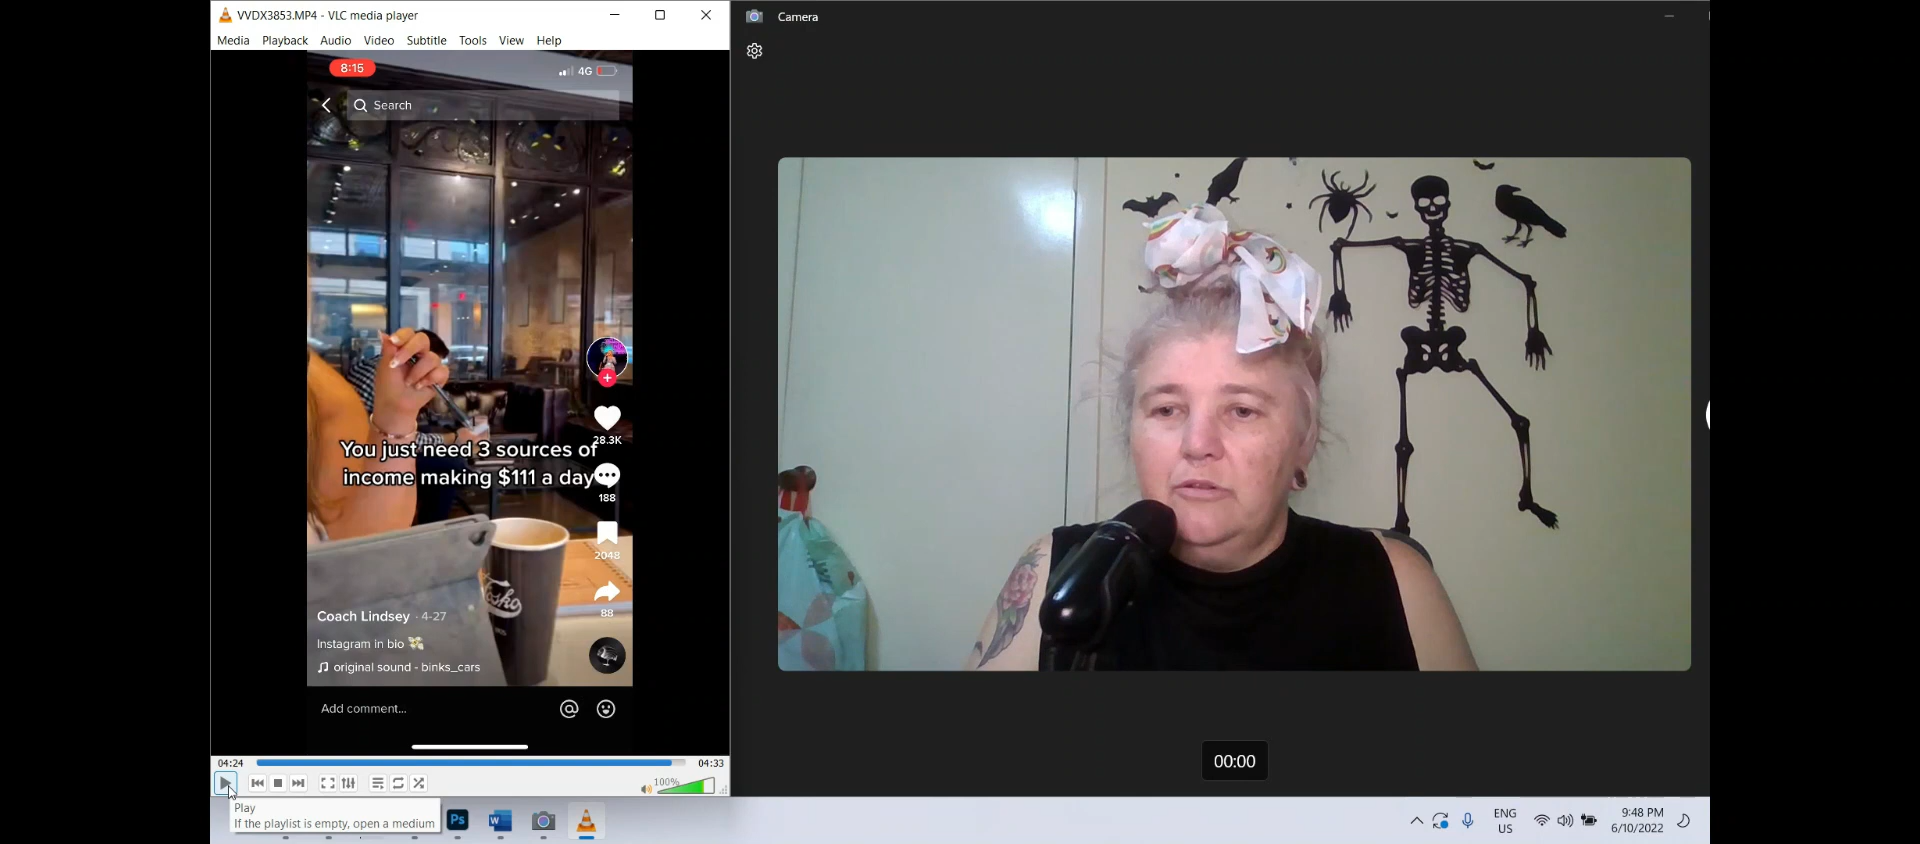 VVDX3853.MP4 - VLC media player
Media Playback Audio Video Subtitle Tools View Help
8:15
4G
Search
28.3K
You just need 3 sources of
income making $111 a day
188
2048
88
Coach Lindsey · 4-27
Instagram in bio 💸
original sound - binks_cars
Add comment...
04:24
04:33
100%
Play
If the playlist is empty, open a medium
Camera
00:00
Ps
W
ENG
US
9:48 PM
6/10/2022